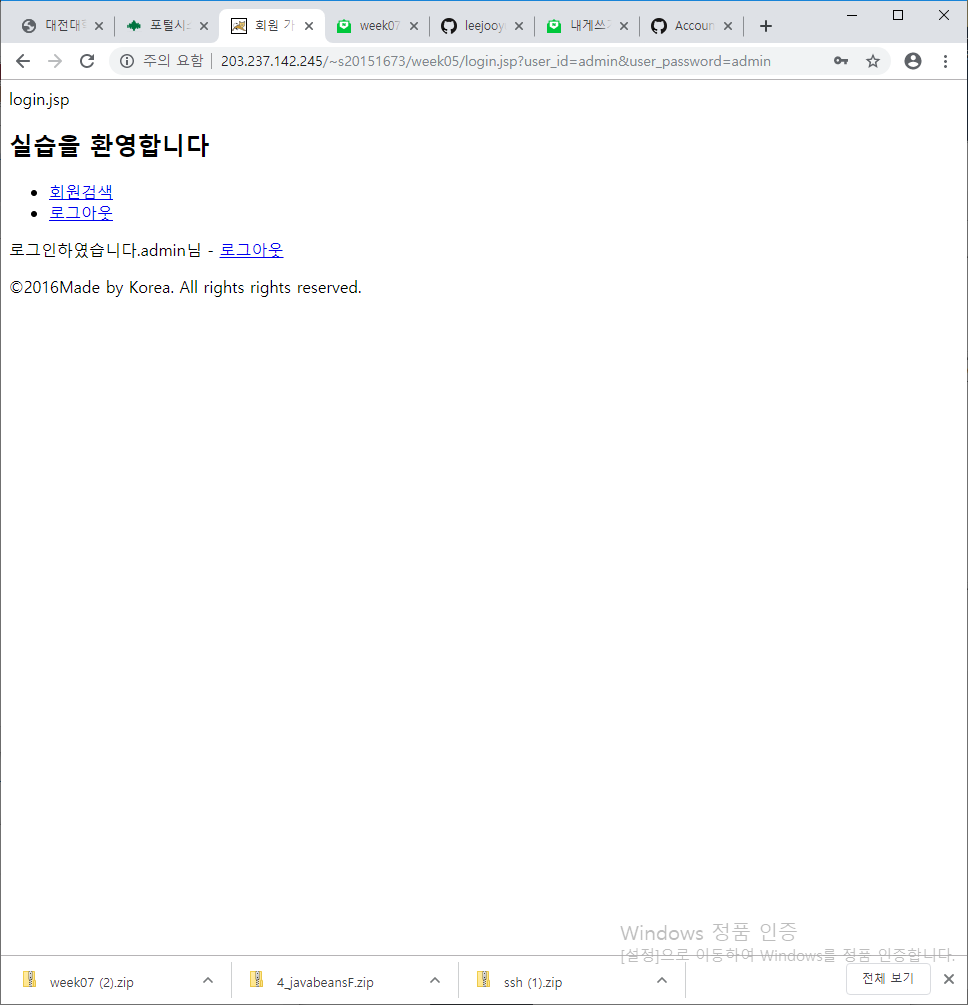 대전대학 포털시스 회원 가 week07 leejooy 내게쓰기 Accoun
주의 요함 203.237.142.245/~s20151673/week05/login.jsp?user_id=admin&user_password=admin
login.jsp
실습을 환영합니다
회원검색
로그아웃
로그인하였습니다.admin님 - 로그아웃
©2016Made by Korea. All rights rights reserved.
Windows 정품 인증
[설정]으로 이동하여 Windows를 정품 인증합니다.
week07 (2).zip 4_javabeansF.zip ssh (1).zip 전체 보기